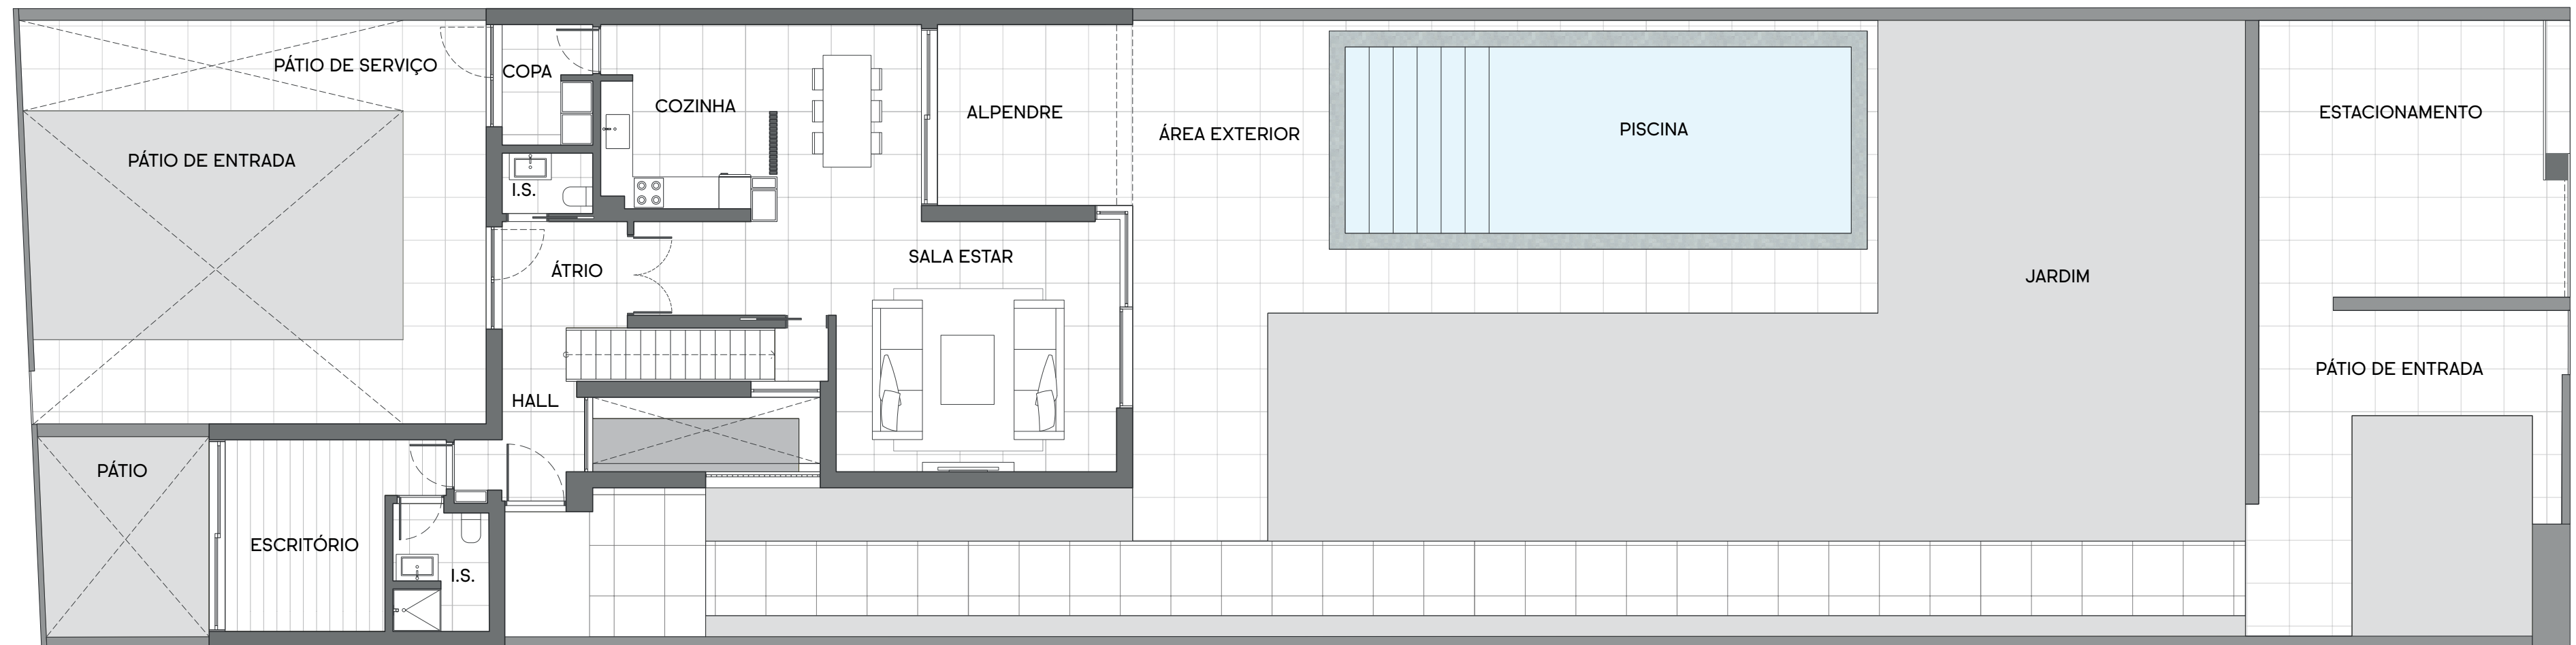 PÁTIO DE SERVIÇO
COPA
COZINHA
ALPENDRE
ÁREA EXTERIOR
PISCINA
ESTACIONAMENTO
PÁTIO DE ENTRADA
I.S.
ÁTRIO
SALA ESTAR
JARDIM
PÁTIO DE ENTRADA
HALL
PÁTIO
ESCRITÓRIO
I.S.